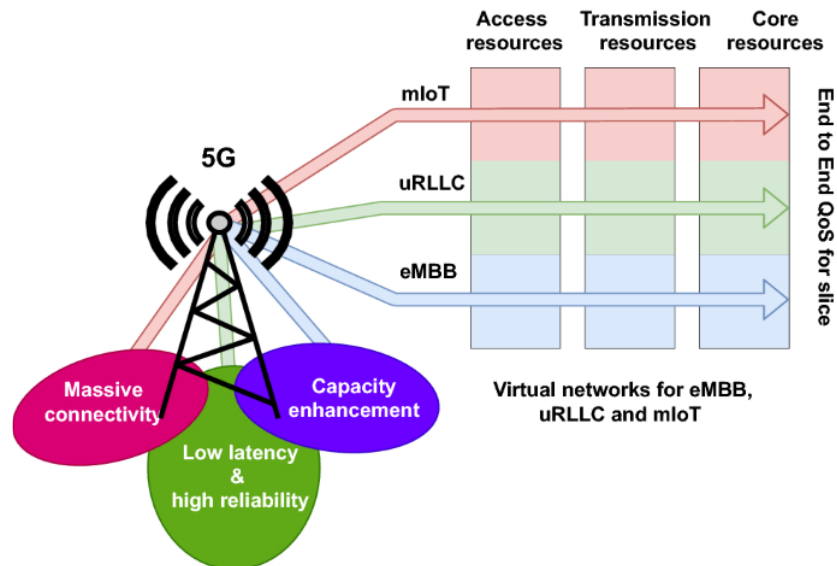 Access
resources
Transmission
resources
Core
resources
mIoT
5G
uRLLC
eMBB
End to End QoS for slice
Massive
connectivity
Capacity
enhancement
Low latency
&
high reliability
Virtual networks for eMBB,
uRLLC and mIoT